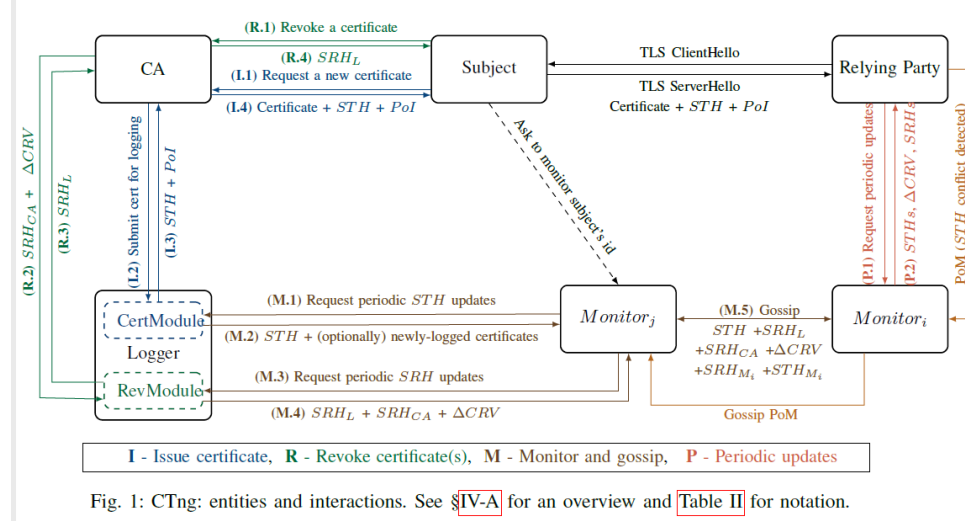 (R.1) Revoke a certificate
(R.4) SRH_L
(I.1) Request a new certificate
(I.4) Certificate + STH + PoI
CA
Subject
Relying Party
TLS ClientHello
TLS ServerHello
Certificate + STH + PoI
(R.2) SRH_CA + ΔCRV
(R.3) SRH_L
(I.2) Submit cert for logging
(I.3) STH + PoI
Ask to monitor subject's id
(P.1) Request periodic updates
(P.2) STHs, ΔCRV, SRHs
PoM (STH conflict detected)
CertModule
Logger
RevModule
(M.1) Request periodic STH updates
(M.2) STH + (optionally) newly-logged certificates
(M.3) Request periodic SRH updates
(M.4) SRH_L + SRH_CA + ΔCRV
Monitor_j
(M.5) Gossip
STH +SRH_L
+SRH_CA +ΔCRV
+SRH_{M_i} +STH_{M_i}
Monitor_i
Gossip PoM
I - Issue certificate, R - Revoke certificate(s), M - Monitor and gossip, P - Periodic updates
Fig. 1: CTng: entities and interactions. See §IV-A for an overview and Table II for notation.